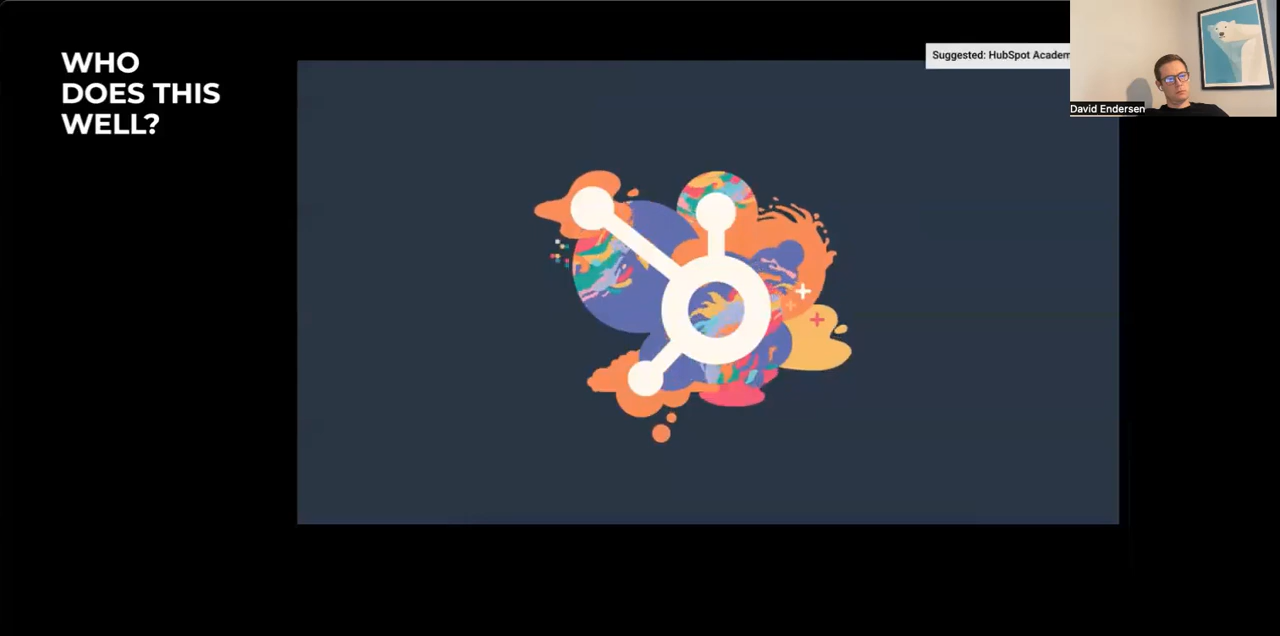 WHO
DOES THIS
WELL?
Suggested: HubSpot Academ
David Endersen